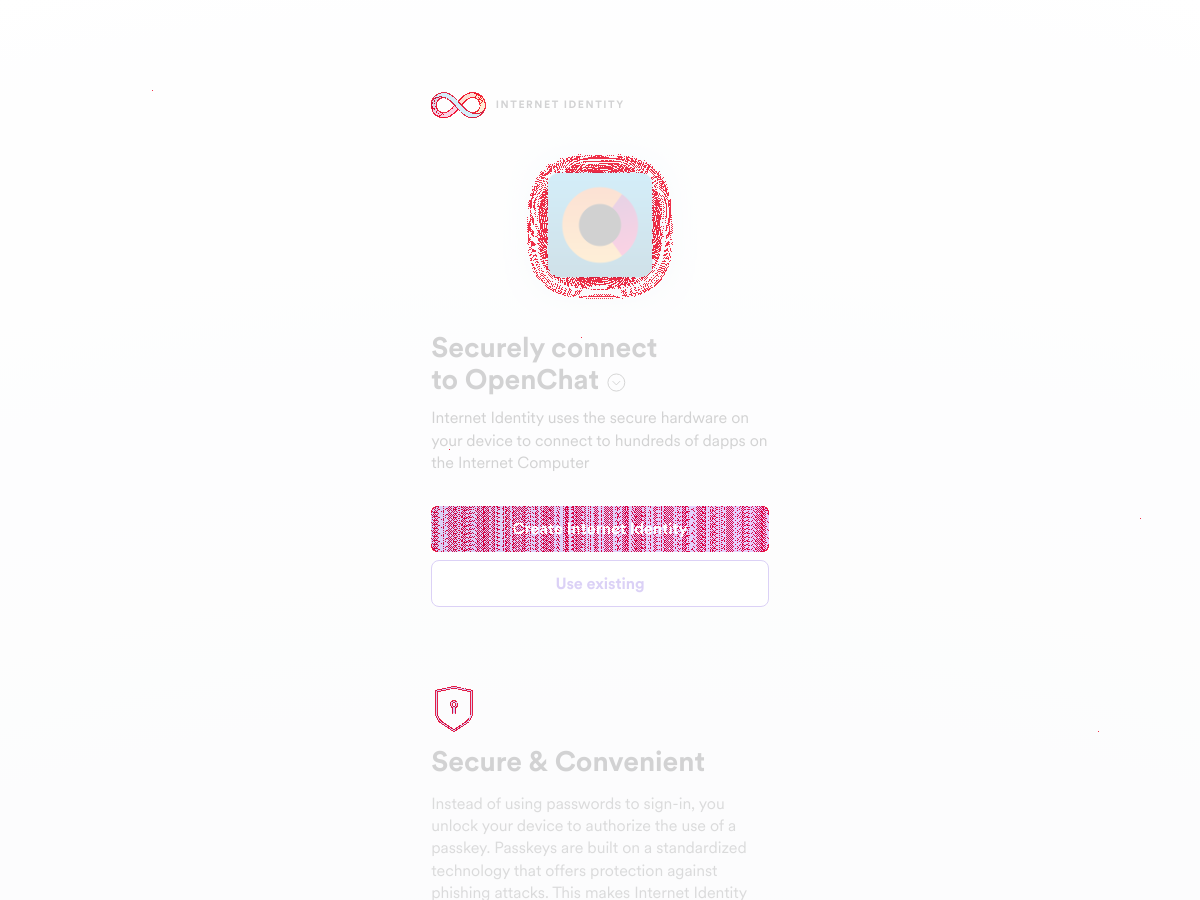 INTERNET IDENTITY
Securely connect
to OpenChat
Internet Identity uses the secure hardware on
your device to connect to hundreds of dapps on
the Internet Computer
Create Internet Identity
Use existing
Secure & Convenient
Instead of using passwords to sign-in, you
unlock your device to authorize the use of a
passkey. Passkeys are built on a standardized
technology that offers protection against
phishing attacks. This makes Internet Identity